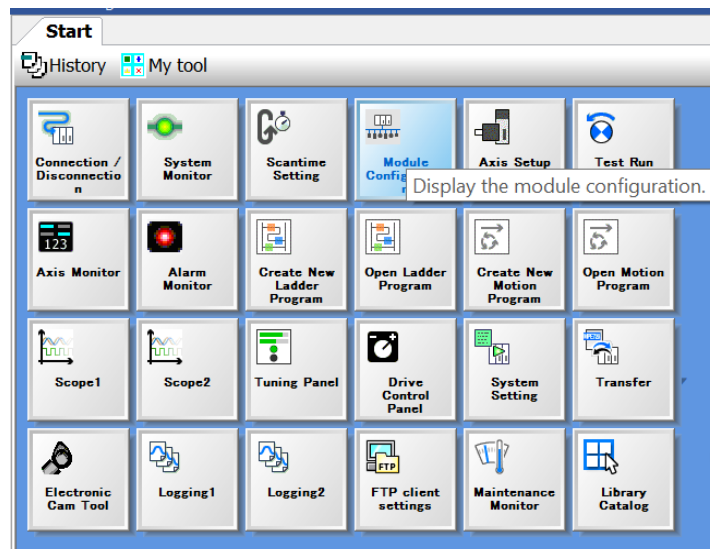 Start
History My tool
Connection / Disconnectio n
System Monitor
Scantime Setting
Module
Axis Setup
Test Run
Display the module configuration.
Axis Monitor
Alarm Monitor
Create New Ladder Program
Open Ladder Program
Create New Motion Program
Open Motion Program
Scope1
Scope2
Tuning Panel
Drive Control Panel
System Setting
Transfer
Electronic Cam Tool
Logging1
Logging2
FTP client settings
Maintenance Monitor
Library Catalog
123
FTP